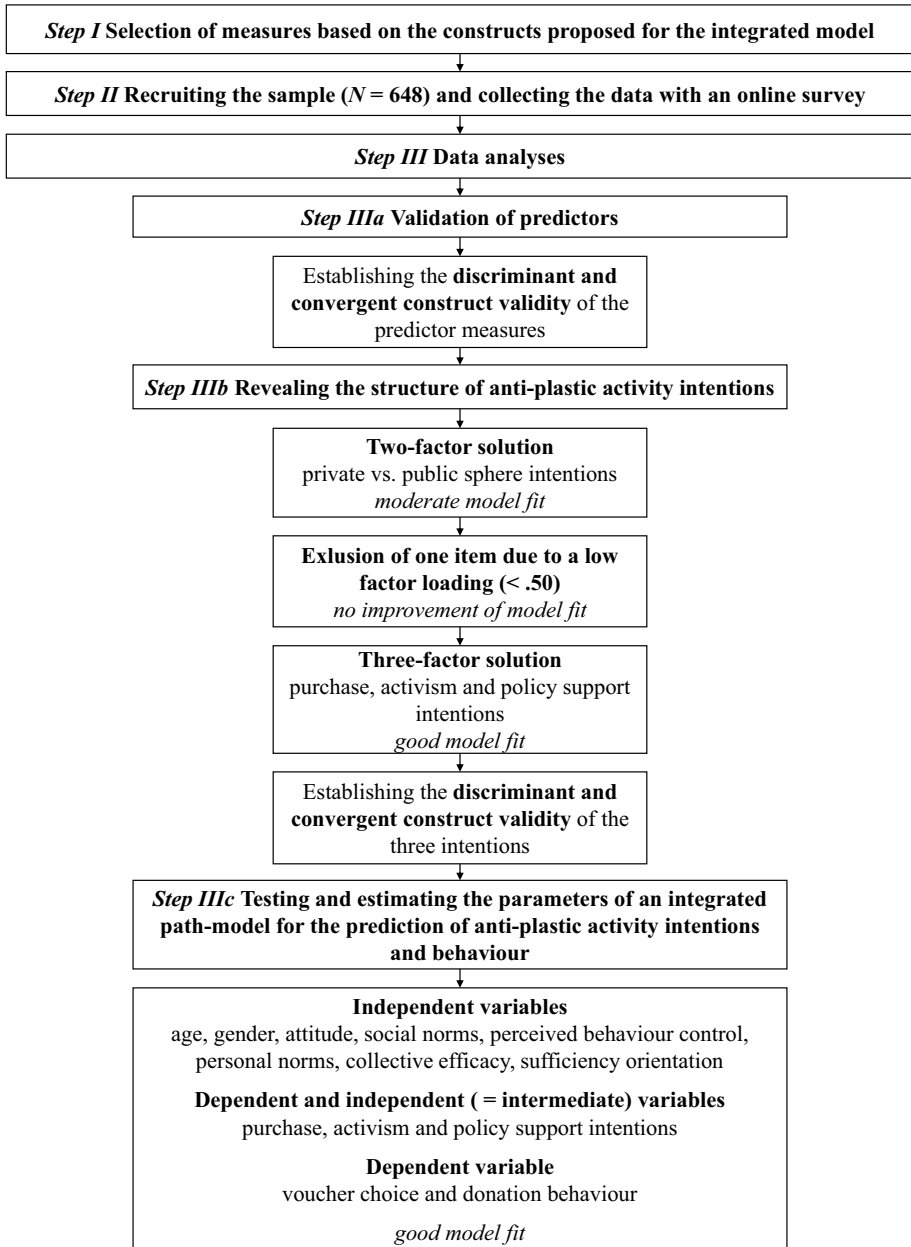 Step I Selection of measures based on the constructs proposed for the integrated model
Step II Recruiting the sample (N = 648) and collecting the data with an online survey
Step III Data analyses
Step IIIa Validation of predictors
Establishing the discriminant and
convergent construct validity of the
predictor measures
Step IIIb Revealing the structure of anti-plastic activity intentions
Two-factor solution
private vs. public sphere intentions
moderate model fit
Exlusion of one item due to a low
factor loading (< .50)
no improvement of model fit
Three-factor solution
purchase, activism and policy support
intentions
good model fit
Establishing the discriminant and
convergent construct validity of the
three intentions
Step IIIc Testing and estimating the parameters of an integrated
path-model for the prediction of anti-plastic activity intentions
and behaviour
Independent variables
age, gender, attitude, social norms, perceived behaviour control,
personal norms, collective efficacy, sufficiency orientation
Dependent and independent ( = intermediate) variables
purchase, activism and policy support intentions
Dependent variable
voucher choice and donation behaviour
good model fit